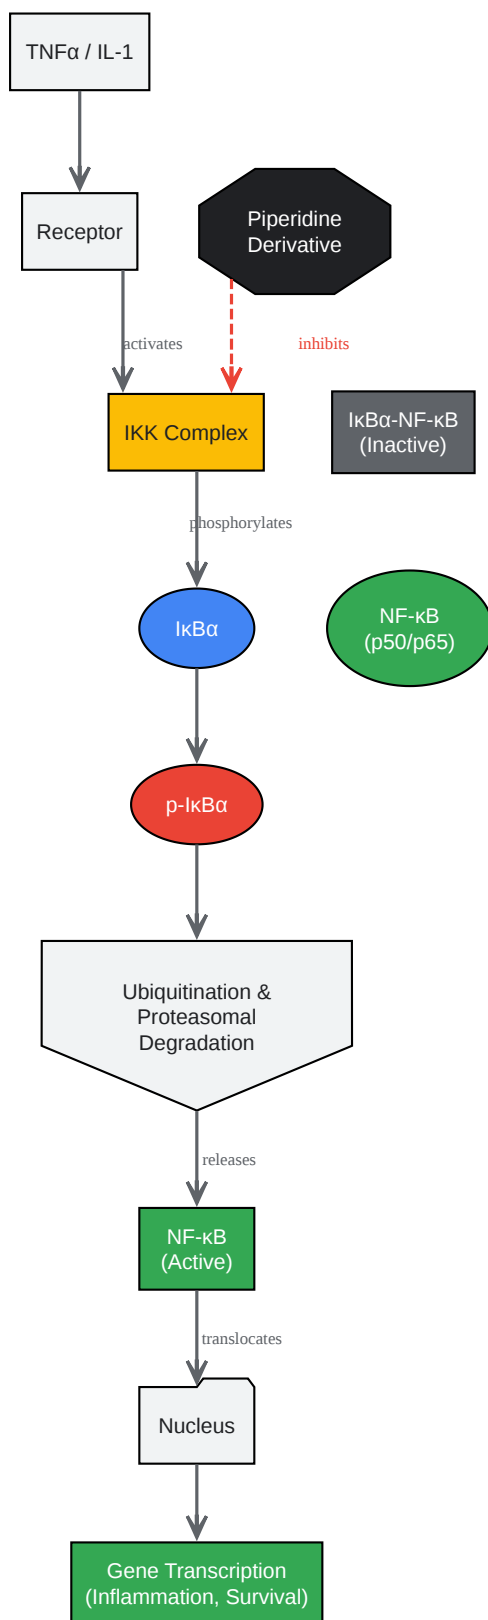 TNFα / IL-1
Receptor
Piperidine
Derivative
activates
inhibits
IKK Complex
IκBα-NF-κB
(Inactive)
phosphorylates
IκBα
NF-κB
(p50/p65)
p-IκBα
Ubiquitination &
Proteasomal
Degradation
releases
NF-κB
(Active)
translocates
Nucleus
Gene Transcription
(Inflammation, Survival)